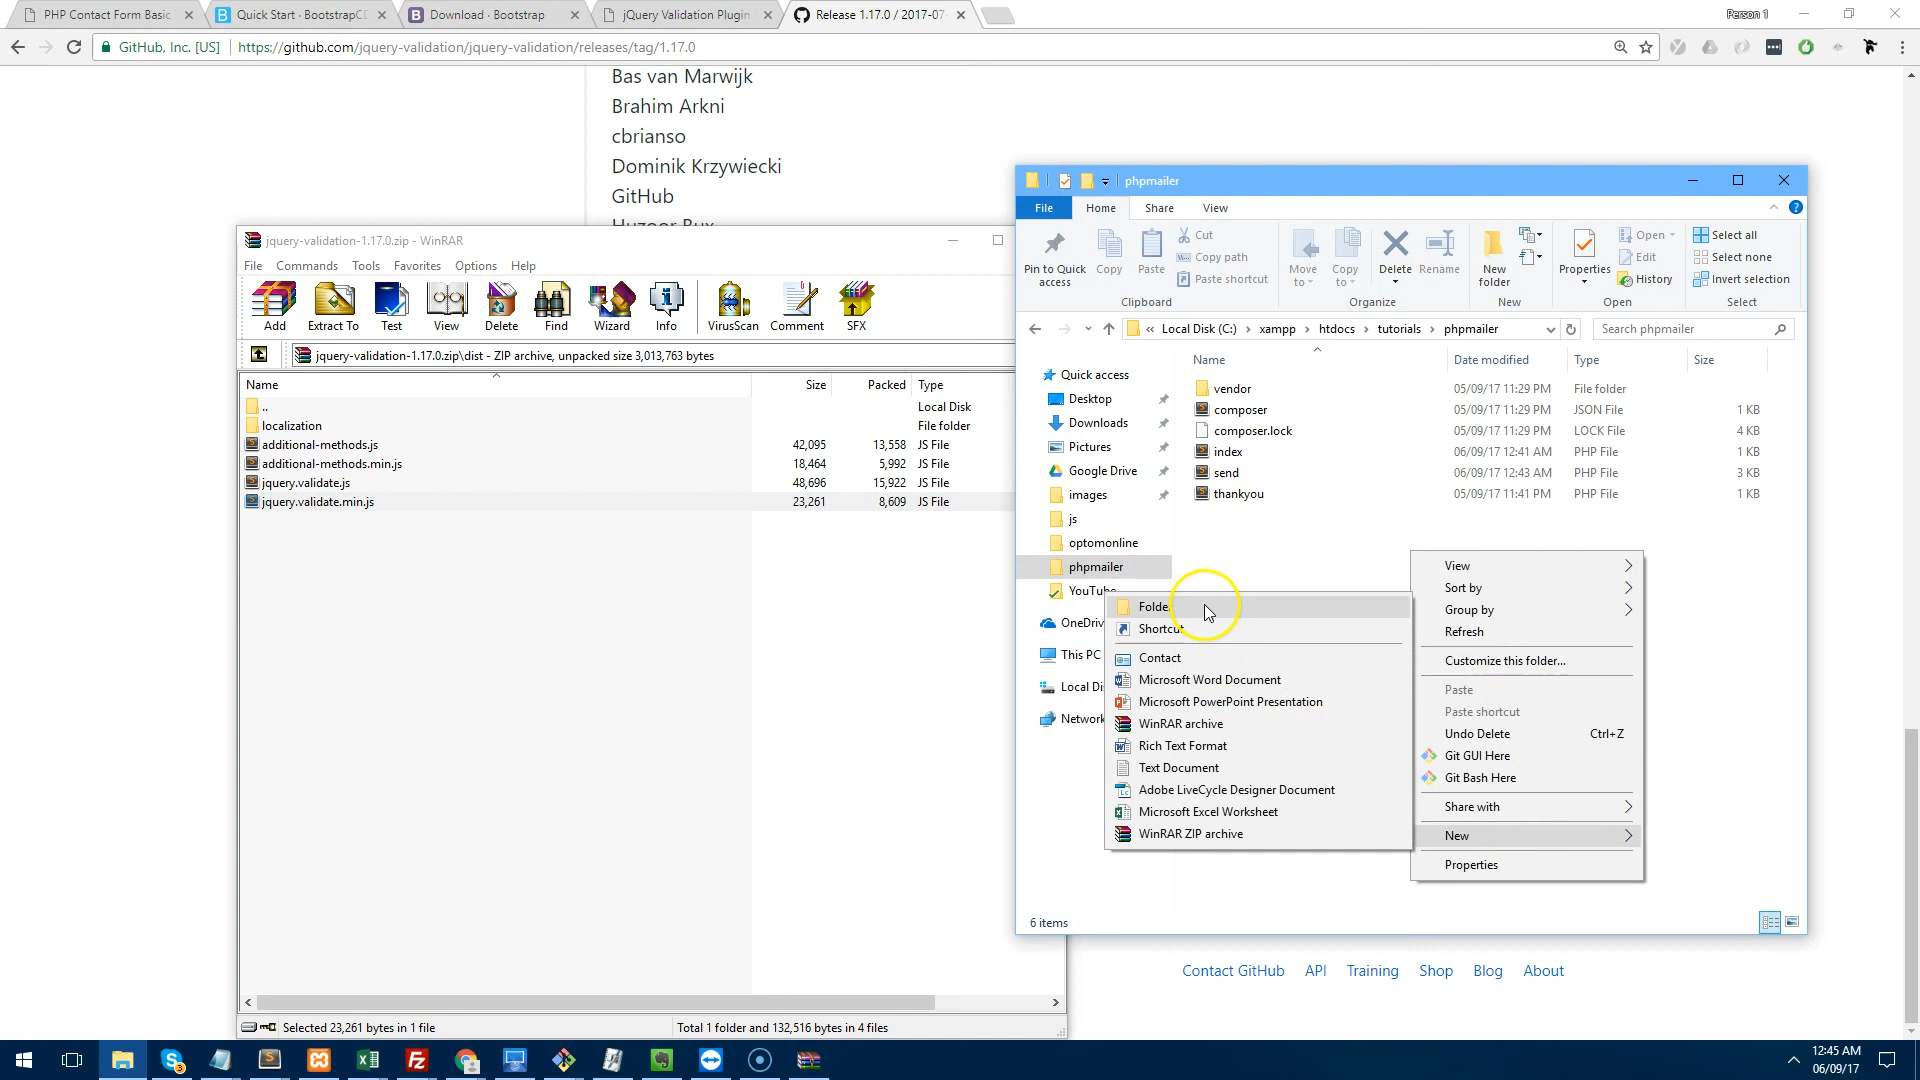 PHP Contact Form Basic
Quick Start · BootstrapCD
Download · Bootstrap
jQuery Validation Plugin
Release 1.17.0 / 2017-07-
Person 1
GitHub, Inc. [US]
https://github.com/jquery-validation/jquery-validation/releases/tag/1.17.0
Bas van Marwijk
Brahim Arkni
cbrianso
Dominik Krzywiecki
GitHub
Huzoor Bux
jquery-validation-1.17.0.zip - WinRAR
File Commands Tools Favorites Options Help
Add Extract To Test View Delete Find Wizard Info VirusScan Comment SFX
jquery-validation-1.17.0.zip\dist - ZIP archive, unpacked size 3,013,763 bytes
Name Size Packed Type
.. Local Disk
localization File folder
additional-methods.js 42,095 13,558 JS File
additional-methods.min.js 18,464 5,992 JS File
jquery.validate.js 48,696 15,922 JS File
jquery.validate.min.js 23,261 8,609 JS File
Selected 23,261 bytes in 1 file
Total 1 folder and 132,516 bytes in 4 files
phpmailer
File Home Share View
Pin to Quick access
Copy
Paste
Cut
Copy path
Paste shortcut
Move to
Copy to
Delete
Rename
New folder
Properties
Open
Edit
History
Select all
Select none
Invert selection
Clipboard Organize New Open Select
« Local Disk (C:) xampp htdocs tutorials phpmailer
Search phpmailer
Name Date modified Type Size
vendor 05/09/17 11:29 PM File folder
composer 05/09/17 11:29 PM JSON File 1 KB
composer.lock 05/09/17 11:29 PM LOCK File 4 KB
index 06/09/17 12:41 AM PHP File 1 KB
send 06/09/17 12:43 AM PHP File 3 KB
thankyou 05/09/17 11:41 PM PHP File 1 KB
Quick access
Desktop
Downloads
Pictures
Google Drive
images
js
optomonline
phpmailer
YouTube
OneDriv
This PC
Local Di
Network
Folde
Shortcut
Contact
Microsoft Word Document
Microsoft PowerPoint Presentation
WinRAR archive
Rich Text Format
Text Document
Adobe LiveCycle Designer Document
Microsoft Excel Worksheet
WinRAR ZIP archive
View
Sort by
Group by
Refresh
Customize this folder...
Paste
Paste shortcut
Undo Delete Ctrl+Z
Git GUI Here
Git Bash Here
Share with
New
Properties
6 items
Contact GitHub API Training Shop Blog About
12:45 AM
06/09/17